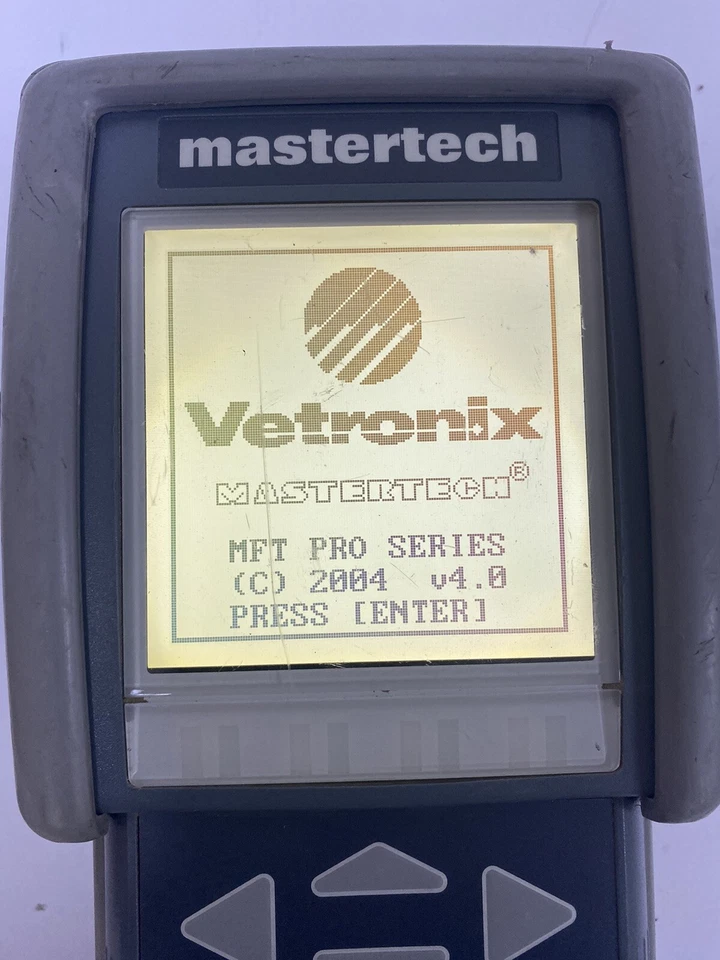 mastertech
Vetronix
MASTERTECH®
MFT PRO SERIES
(C) 2004 v4.0
PRESS [ENTER]